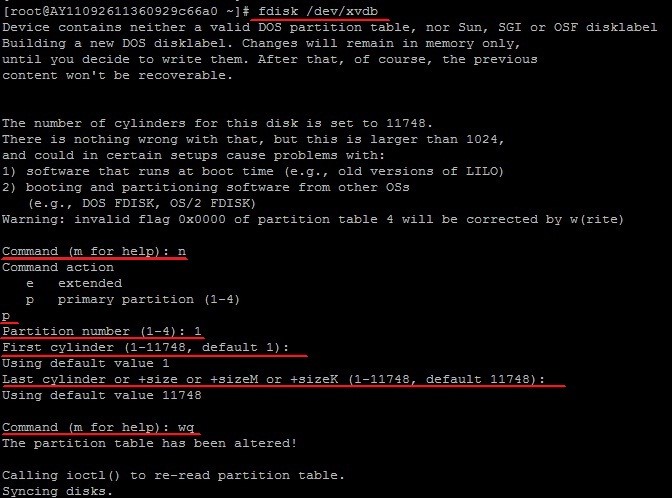 [root@AY11092611360929c66a0 ~]# fdisk /dev/xvdb
Device contains neither a valid DOS partition table, nor Sun, SGI or OSF disklabel
Building a new DOS disklabel. Changes will remain in memory only,
until you decide to write them. After that, of course, the previous
content won't be recoverable.
The number of cylinders for this disk is set to 11748.
There is nothing wrong with that, but this is larger than 1024,
and could in certain setups cause problems with:
1) software that runs at boot time (e.g., old versions of LILO)
2) booting and partitioning software from other OSs
(e.g., DOS FDISK, OS/2 FDISK)
Warning: invalid flag 0x0000 of partition table 4 will be corrected by w(rite)
Command (m for help): n
Command action
e extended
p primary partition (1-4)
p
Partition number (1-4): 1
First cylinder (1-11748, default 1):
Using default value 1
Last cylinder or +size or +sizeM or +sizeK (1-11748, default 11748):
Using default value 11748
Command (m for help): wq
The partition table has been altered!
Calling ioctl() to re-read partition table.
Syncing disks.